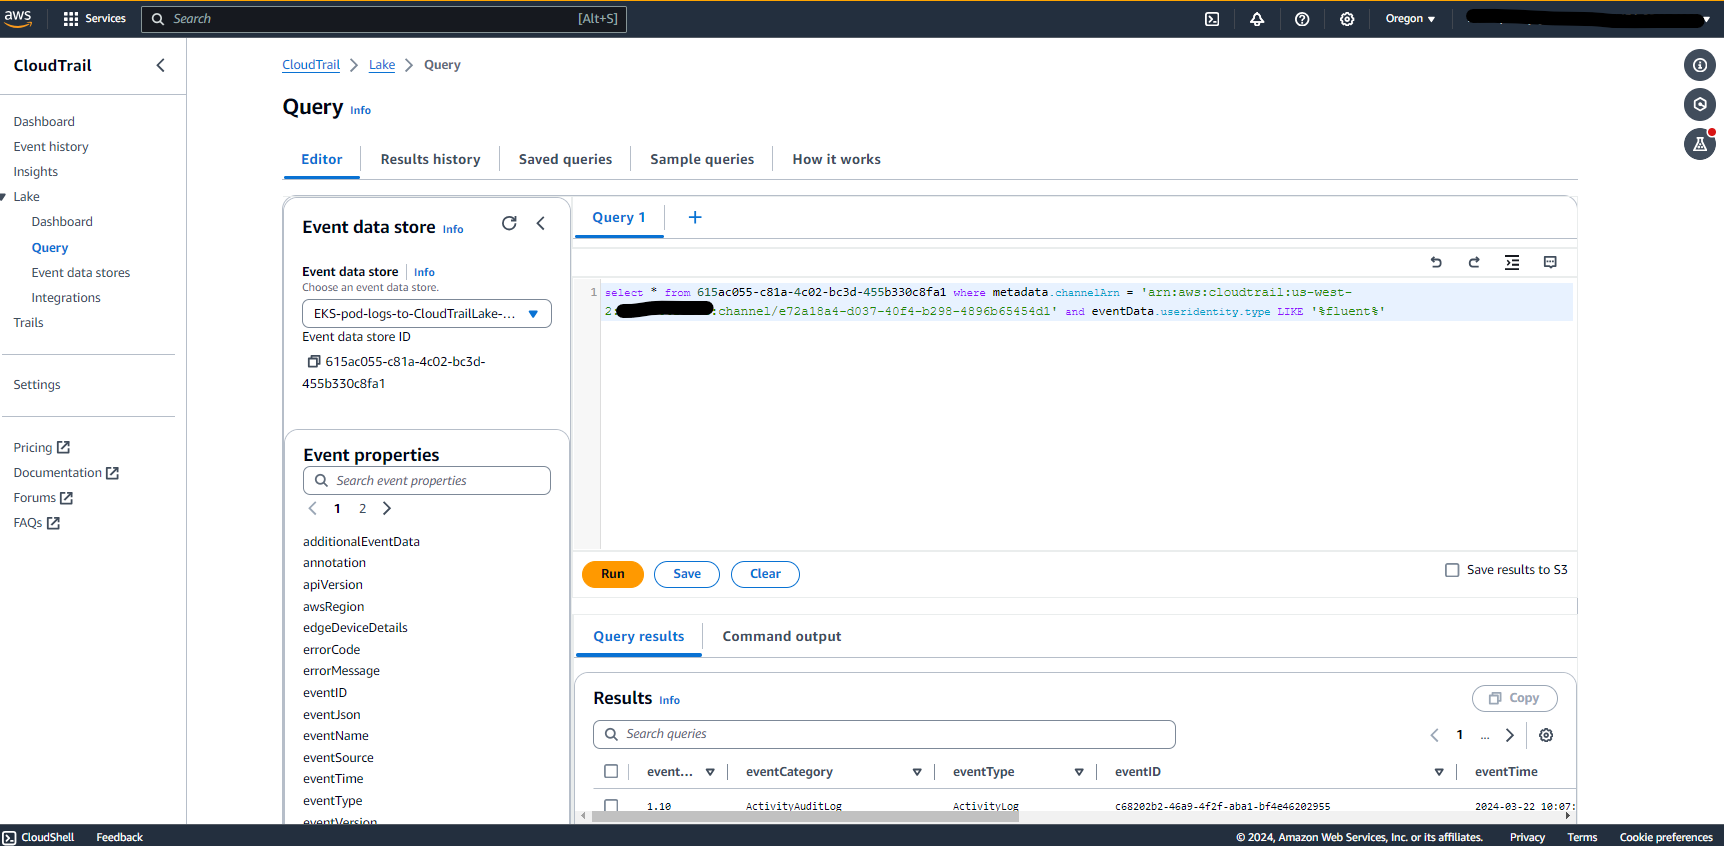 aws
Services
Search
[Alt+S]
Oregon
CloudTrail
Dashboard
Event history
Insights
Lake
Dashboard
Query
Event data stores
Integrations
Trails
Settings
Pricing
Documentation
Forums
FAQs
CloudTrail > Lake > Query
Query Info
Editor
Results history
Saved queries
Sample queries
How it works
Event data store Info
Event data store Info
Choose an event data store.
EKS-pod-logs-to-CloudTrailLake-...
Event data store ID
615ac055-c81a-4c02-bc3d-
455b330c8fa1
Event properties
Search event properties
1 2
additionalEventData
annotation
apiVersion
awsRegion
edgeDeviceDetails
errorCode
errorMessage
eventID
eventJson
eventName
eventSource
eventTime
eventType
eventVersion
Query 1
1 select * from 615ac055-c81a-4c02-bc3d-455b330c8fa1 where metadata.channelArn = 'arn:aws:cloudtrail:us-west-
2: :channel/e72a18a4-d037-40f4-b298-4896b65454d1' and eventData.useridentity.type LIKE '%fluent%'
Run
Save
Clear
Save results to S3
Query results
Command output
Results Info
Copy
Search queries
1 ...
event... eventCategory eventType eventID eventTime
1.10 ActivityAuditLog ActivityLog c68202b2-46a9-4f2f-aba1-bf4e46202955 2024-03-22 10:07:
CloudShell
Feedback
© 2024, Amazon Web Services, Inc. or its affiliates.
Privacy
Terms
Cookie preferences